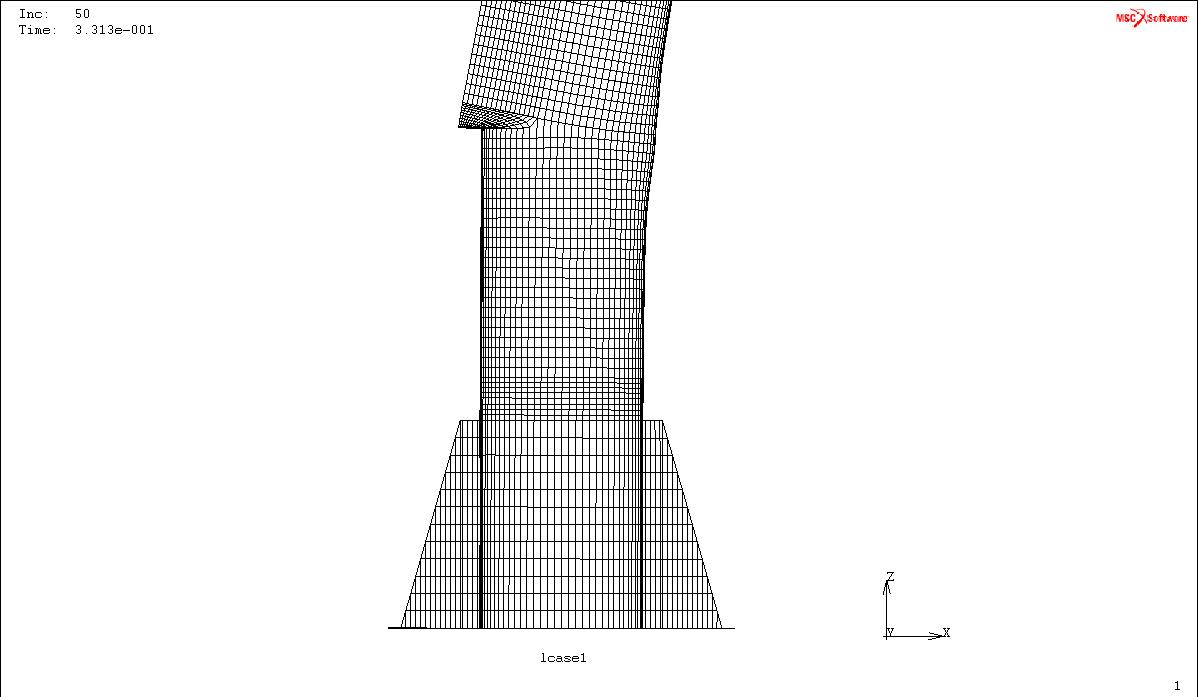 Inc: 50
Time: 3.313e-001
MSC Software
Z
Y X
lcase1
1